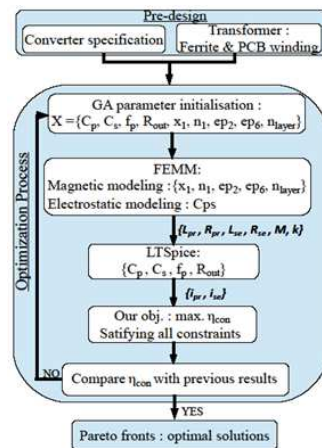 Pre-design
Converter specification
Transformer :
Ferrite & PCB winding
Optimization Process
GA parameter initialisation :
X ={Cp, Cs, fp, Rout, x1, n1, ep2, ep6, nlayer}
FEMM:
Magnetic modeling :{x1, n1, ep2, ep6, nlayer}
Electrostatic modeling : Cps
{Lpr, Rpr, Lse, Rse, M, k}
LTSpice:
{Cp, Cs, fp, Rout}
{ipr, ise}
Our obj. : max. ηcon
Satifying all constraints
NO
Compare ηcon with previous results
YES
Pareto fronts : optimal solutions